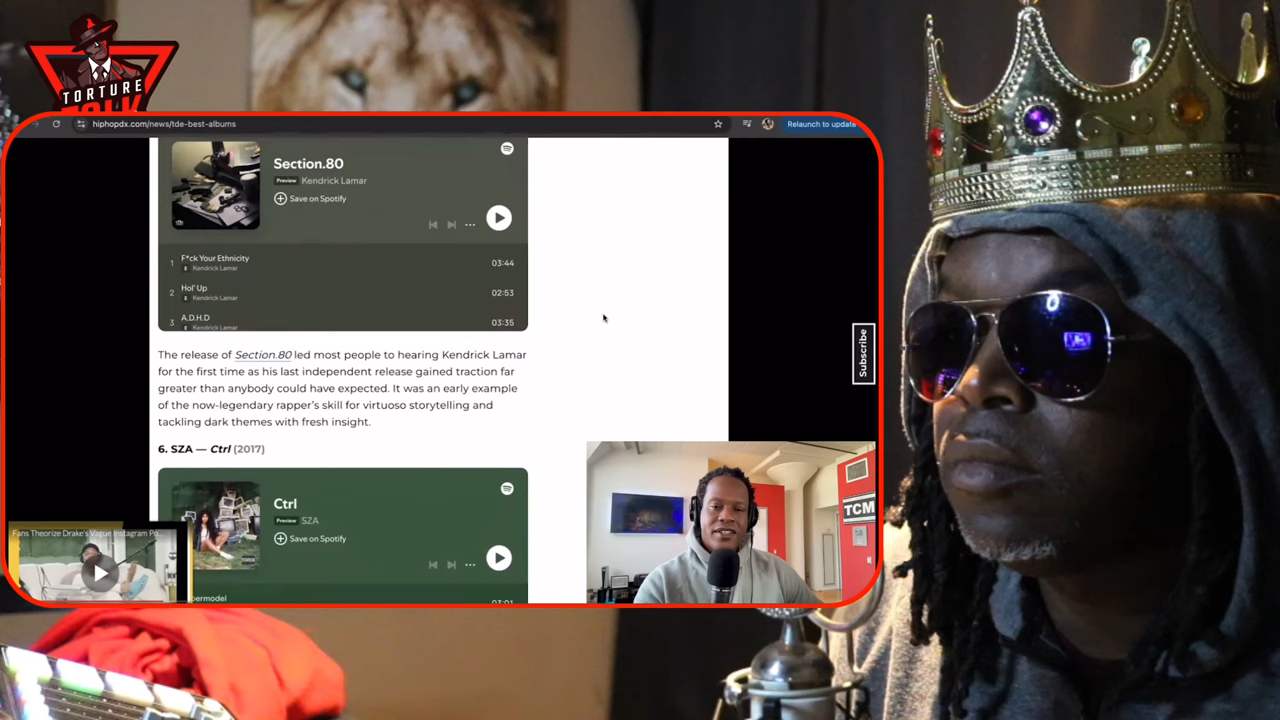 TORTURE
TALK
hiphopdx.com/news/tde-best-albums
Relaunch to update
Section.80
Preview Kendrick Lamar
Save on Spotify
1 F*ck Your Ethnicity 03:44
E Kendrick Lamar
2 Hol' Up 02:53
E Kendrick Lamar
3 A.D.H.D 03:35
E Kendrick Lamar
The release of Section.80 led most people to hearing Kendrick Lamar
for the first time as his last independent release gained traction far
greater than anybody could have expected. It was an early example
of the now-legendary rapper's skill for virtuoso storytelling and
tackling dark themes with fresh insight.
6. SZA — Ctrl (2017)
Ctrl
Preview SZA
Save on Spotify
permodel 03:01
Fans Theorize Drake's Vague Instagram Po...
Subscribe
TCM